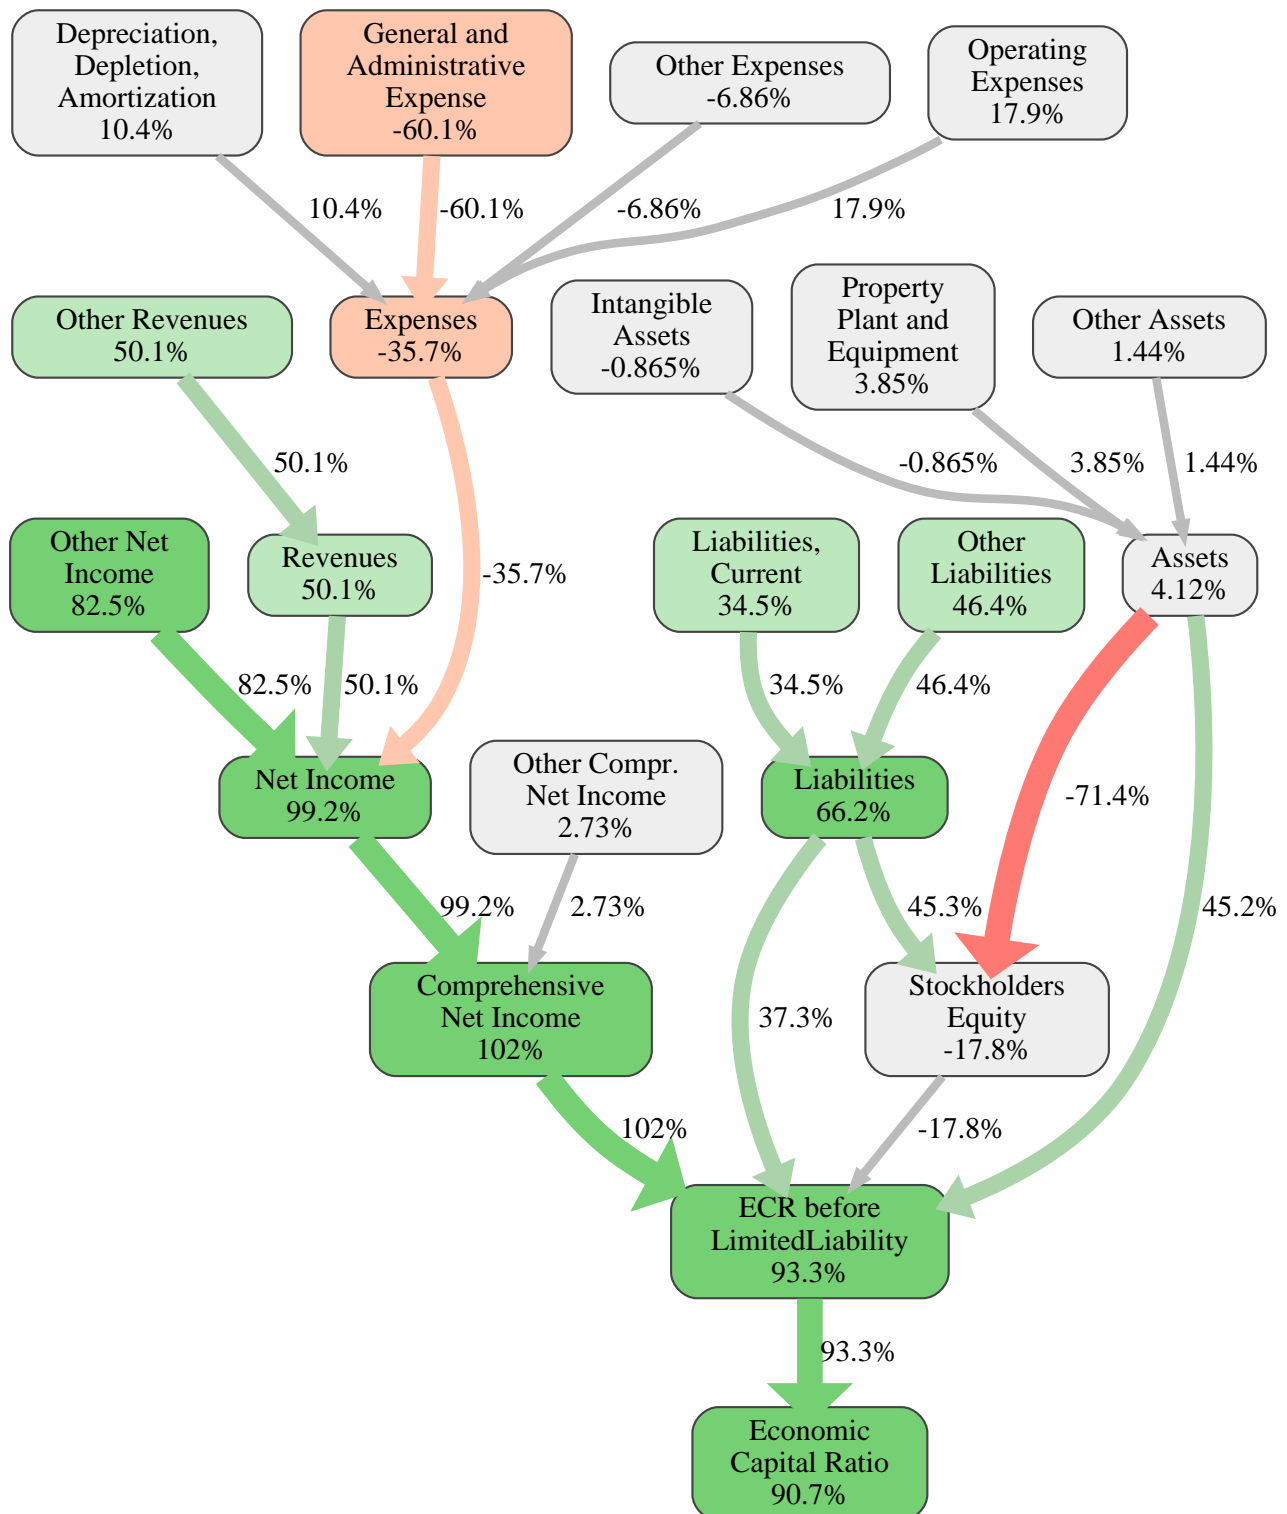 Depreciation,
Depletion,
Amortization
10.4%
General and
Administrative
Expense
-60.1%
Other Expenses
-6.86%
Operating
Expenses
17.9%
10.4%
-60.1%
-6.86%
17.9%
Other Revenues
50.1%
Expenses
-35.7%
Intangible
Assets
-0.865%
Property
Plant and
Equipment
3.85%
Other Assets
1.44%
50.1%
-0.865%
3.85%
1.44%
Other Net
Income
82.5%
Revenues
50.1%
-35.7%
Liabilities,
Current
34.5%
Other
Liabilities
46.4%
Assets
4.12%
82.5%
50.1%
34.5%
46.4%
Net Income
99.2%
Other Compr.
Net Income
2.73%
Liabilities
66.2%
-71.4%
99.2%
2.73%
45.3%
45.2%
Comprehensive
Net Income
102%
37.3%
Stockholders
Equity
-17.8%
102%
-17.8%
ECR before
LimitedLiability
93.3%
93.3%
Economic
Capital Ratio
90.7%